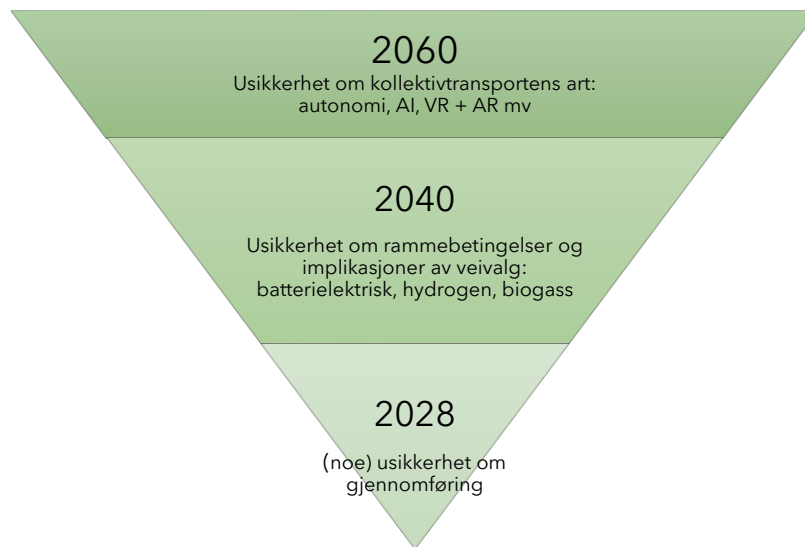 2060
Usikkerhet om kollektivtransportens art:
autonomi, AI, VR + AR mv
2040
Usikkerhet om rammebetingelser og
implikasjoner av veivalg:
batterielektrisk, hydrogen, biogass
2028
(noe) usikkerhet om
gjennomføring